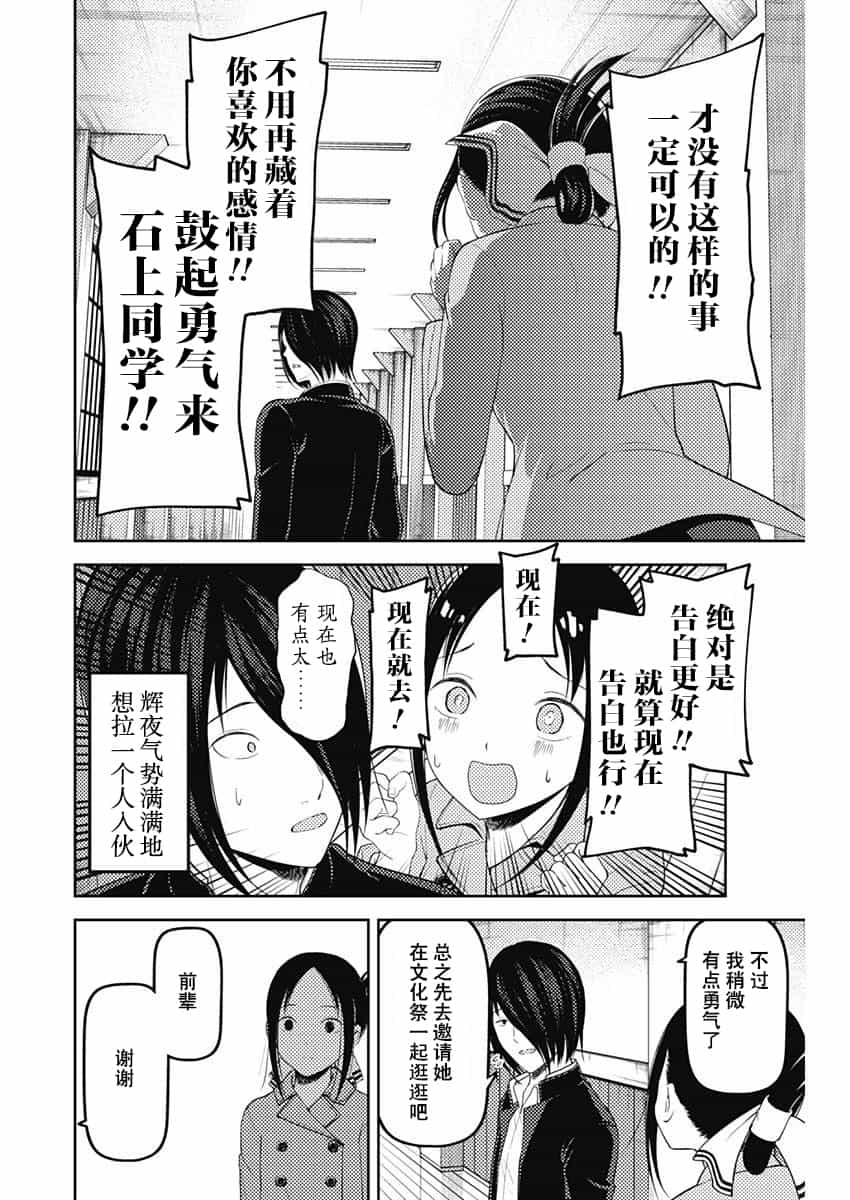 才没有这样的事
一定可以的!!
不用再藏着
你喜欢的感情!!
鼓起勇气来
石上同学!!
绝对是
告白更好!!
就算现在
告白也行!!
现在!
现在就去!
现在也
有点太……
辉夜气势满满地
想拉一个人入伙
不过
我稍微
有点勇气了
总之先去邀请她
在文化祭一起逛逛吧
前辈
谢谢